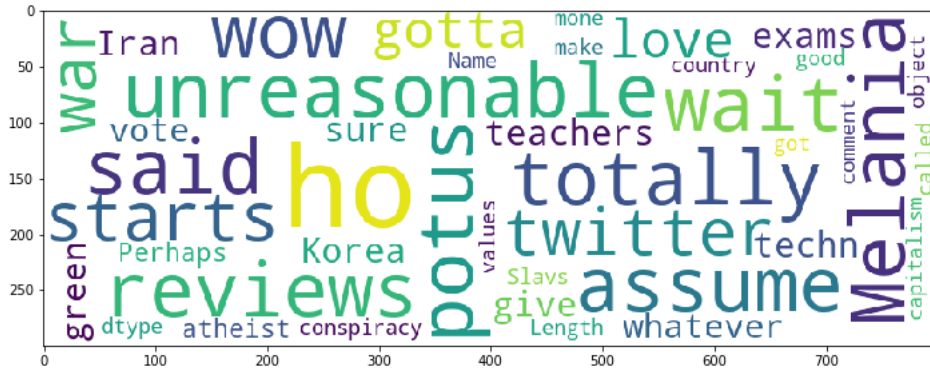 0
50
100
150
200
250
war Iran wow gotta mone make love exams Melania object
Name country good
unreasonable wait
vote sure potus teachers got comment called
said ho totally
starts values twitter techn capitalism
green Perhaps Korea
reviews Slavs assume
give
dtype atheist conspiracy Length whatever
0 100 200 300 400 500 600 700